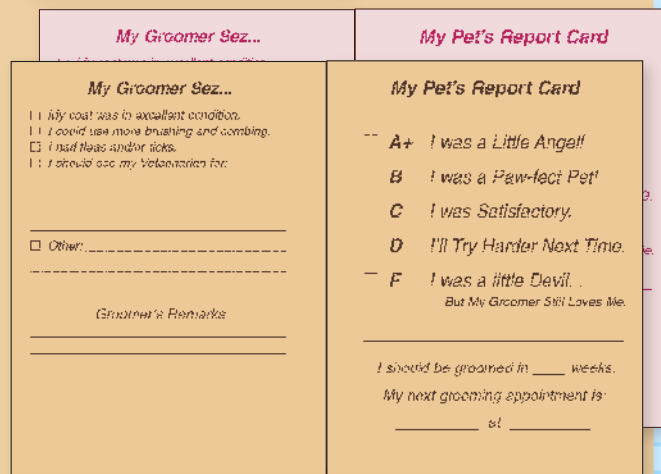 My Groomer Sez...
My Pet's Report Card
My Groomer Sez...
My coat was in excellent condition.
I could use more brushing and combing.
I had fleas and/or ticks.
I should see my Veterinarian for:
Other:
Groomer's Remarks
My Pet's Report Card
A+ I was a Little Angel!
B I was a Paw-fect Pet!
C I was Satisfactory.
D I'll Try Harder Next Time.
F I was a little Devil. .
But My Groomer Still Loves Me.
I should be groomed in ____ weeks.
My next grooming appointment is:
________ at ________